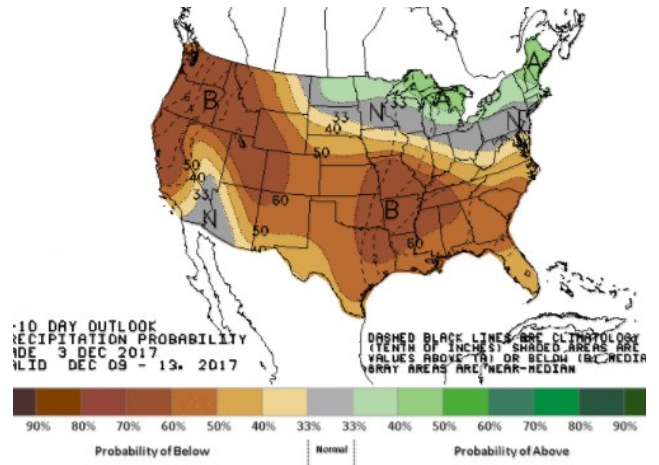 A
A
33
N
N
33
40
B
50
50
40
33
60
B
N
50
60
-10 DAY OUTLOOK
RECIPITATION PROBABILITY
ADE 3 DEC 2017
ALID DEC 09 - 13, 2017
DASHED BLACK LINES ARE CLIMATOLOGY
(TENTH OF INCHES) SHADED AREAS ARE
VALUES ABOVE (A) OR BELOW (B) MEDIA
GRAY AREAS ARE NEAR-MEDIAN
90% 80% 70% 60% 50% 40% 33% 33% 40% 50% 60% 70% 80% 90%
Probability of Below Normal Probability of Above